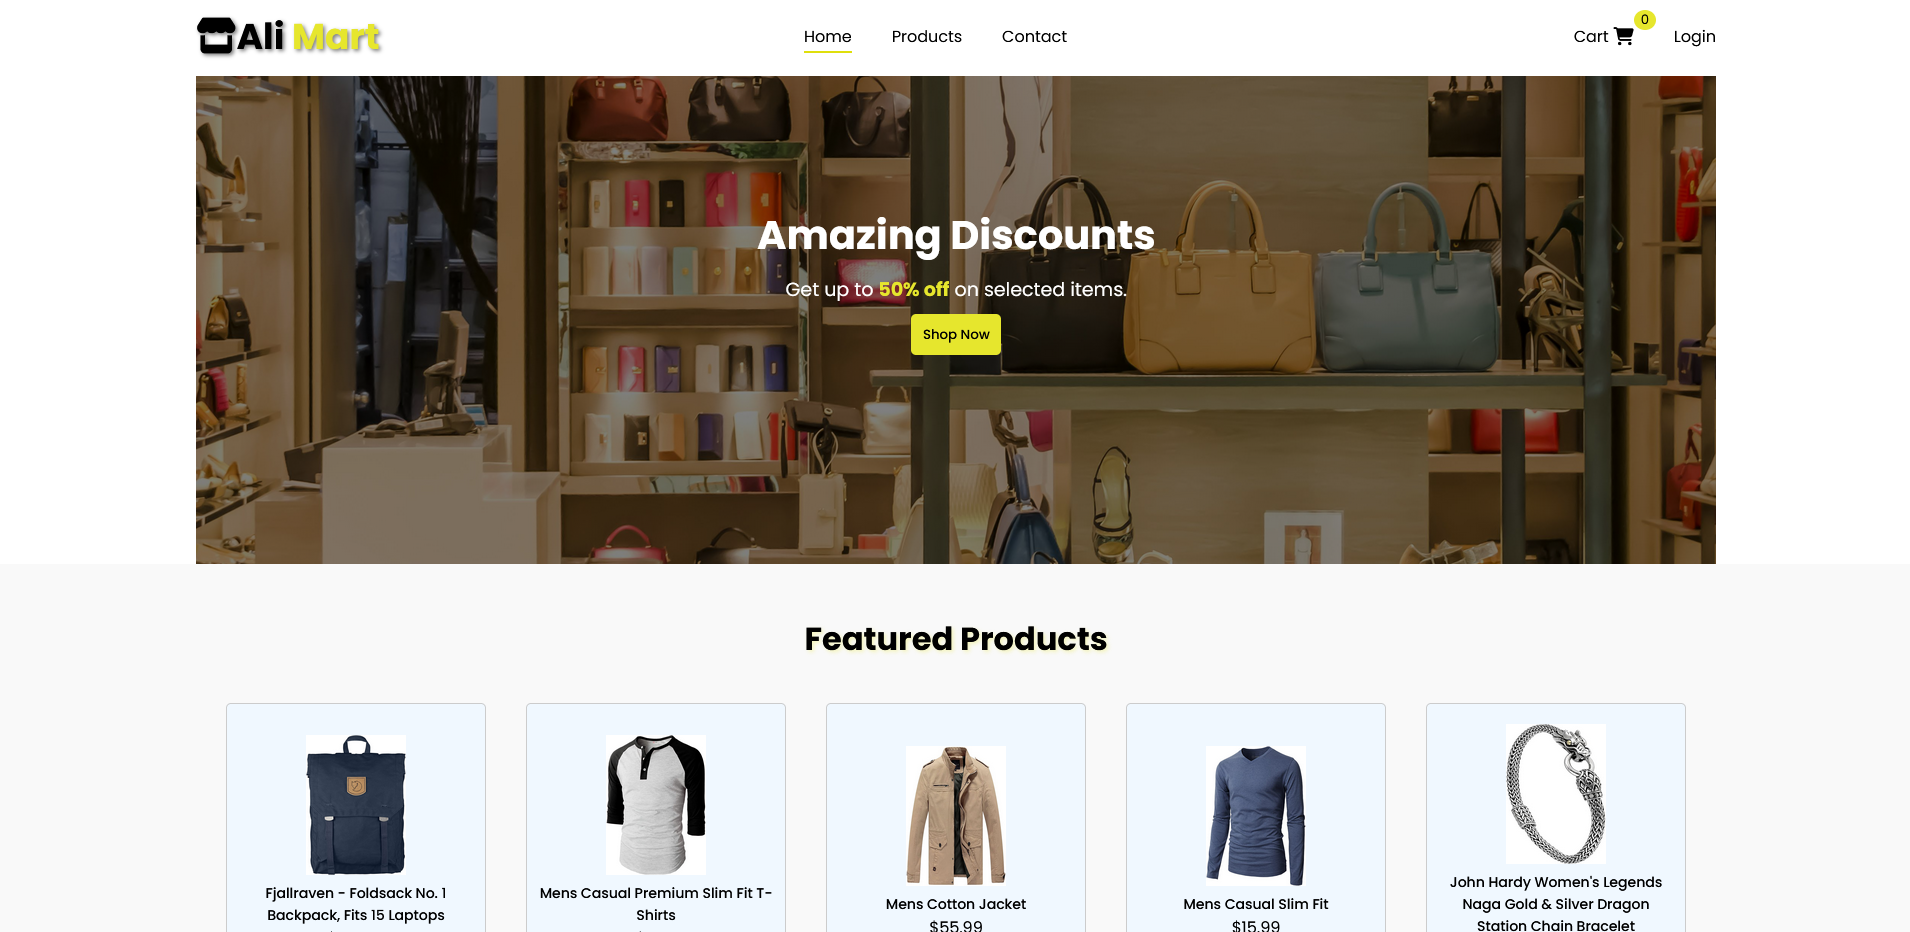 Ali Mart
Home
Products
Contact
Cart
0
Login
Amazing Discounts
Get up to 50% off on selected items.
Shop Now
Featured Products
Fjallraven - Foldsack No. 1
Backpack, Fits 15 Laptops
Mens Casual Premium Slim Fit T-
Shirts
Mens Cotton Jacket
$55.99
Mens Casual Slim Fit
$15.99
John Hardy Women's Legends
Naga Gold & Silver Dragon
Station Chain Bracelet